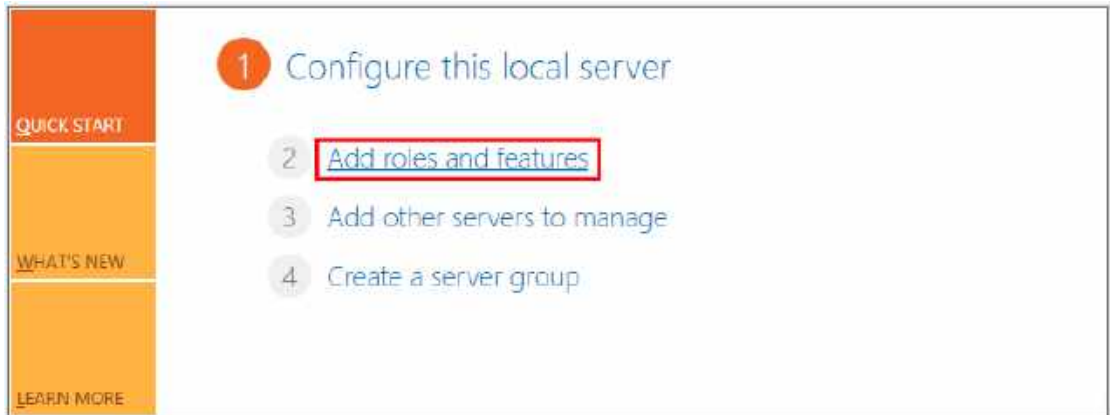 QUICK START
WHAT'S NEW
LEARN MORE
1 Configure this local server
2 Add roles and features
3 Add other servers to manage
4 Create a server group